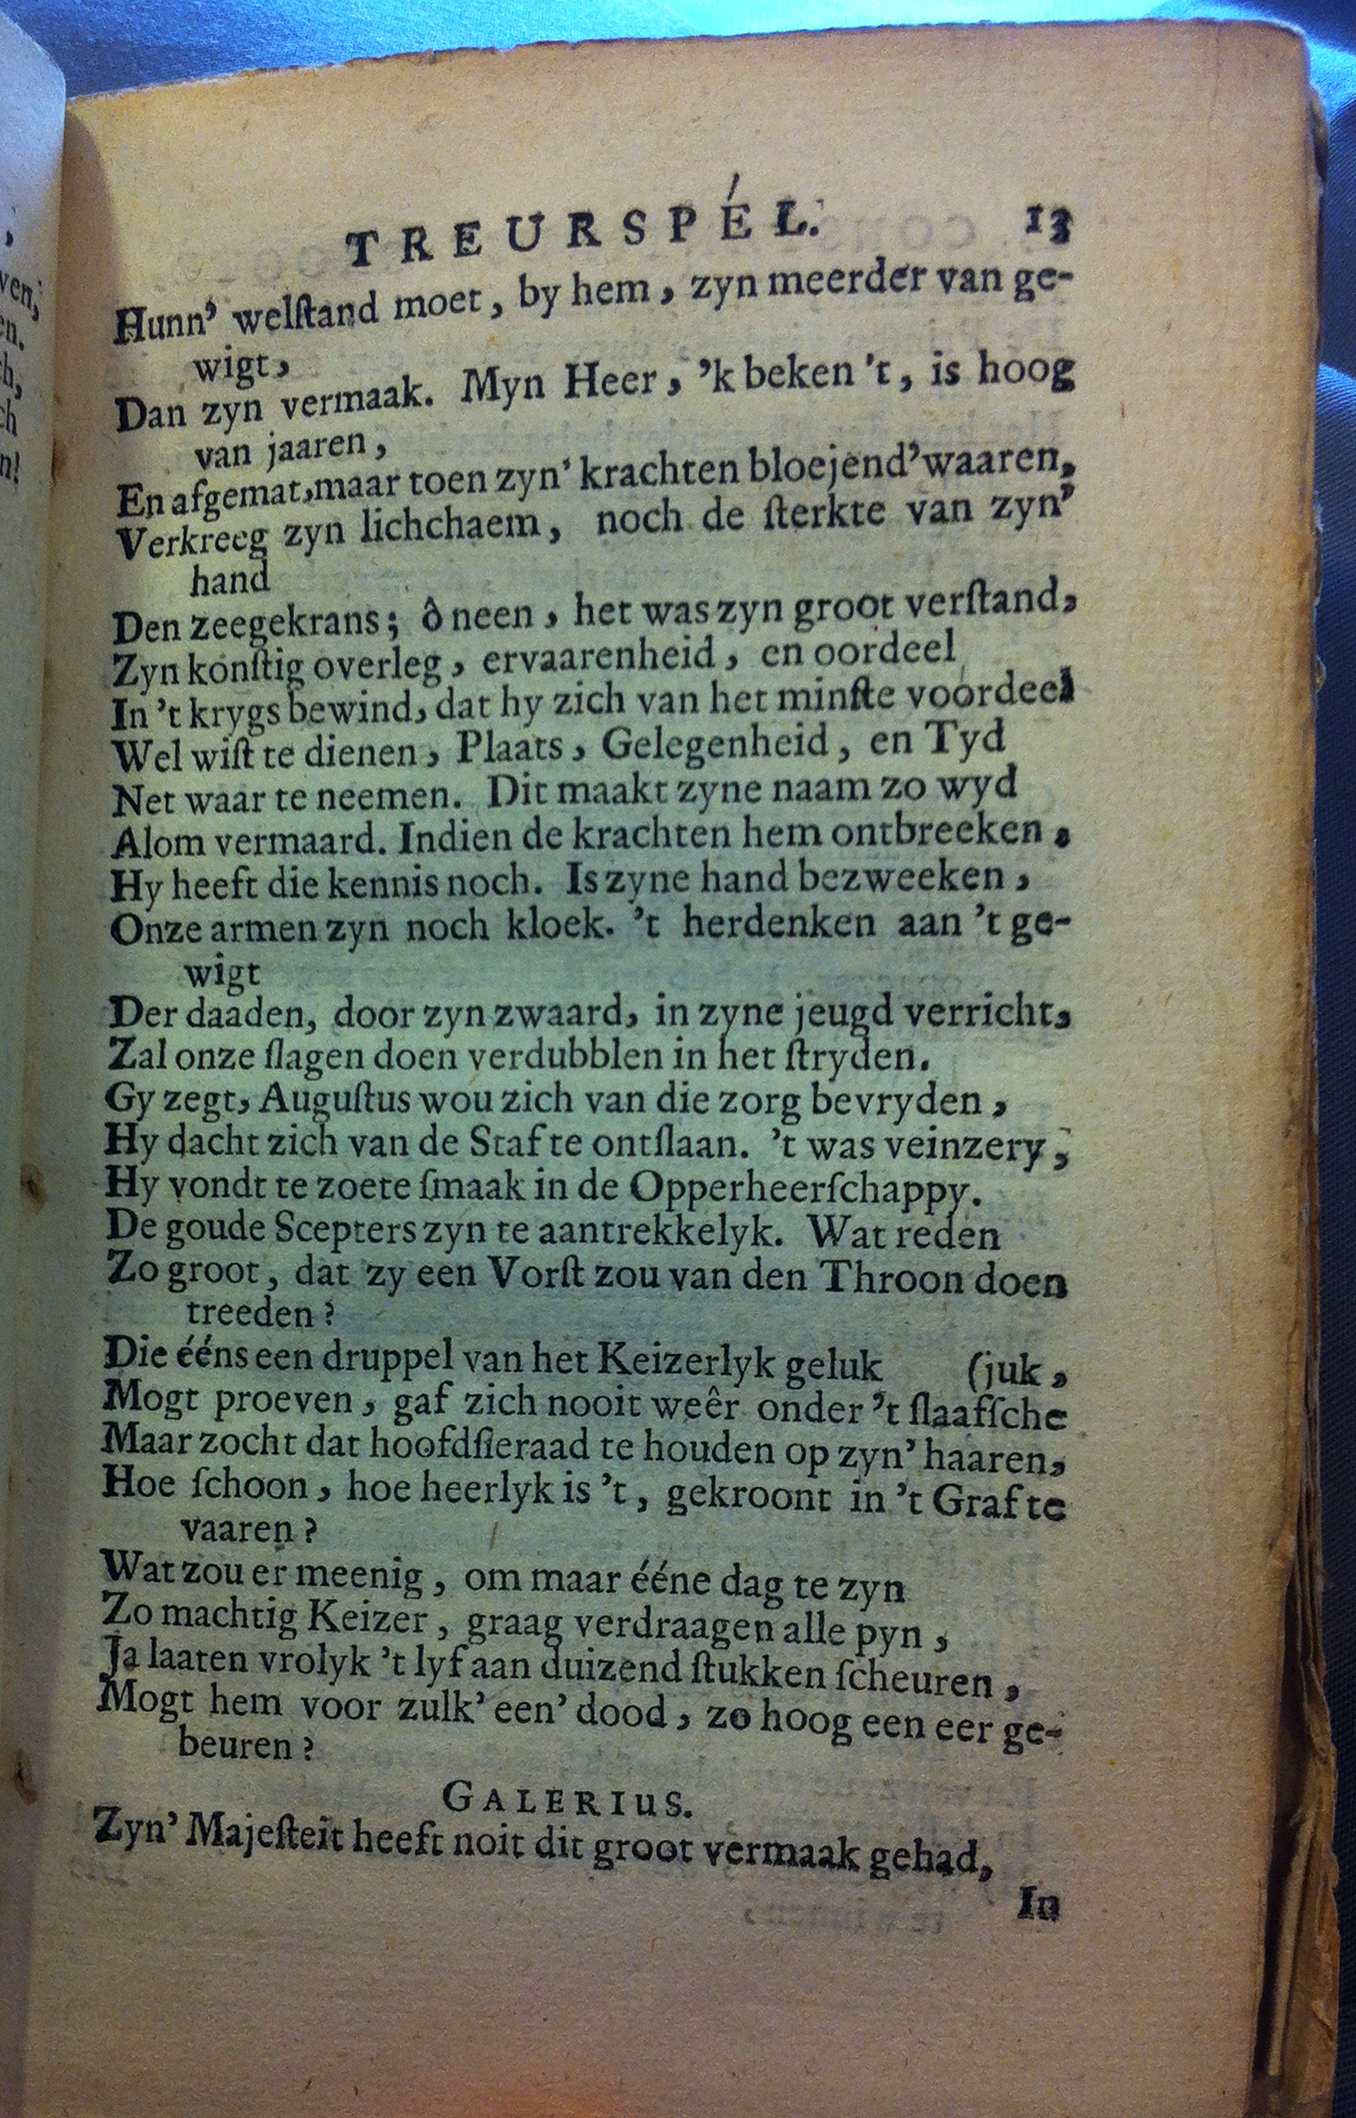 TREURSPÉL. 13
Hunn' welſtand moet, by hem, zyn meerder van ge-
wigt,
Dan zyn vermaak. Myn Heer, 'k beken 't, is hoog
van jaaren,
En afgemat, maar toen zyn' krachten bloejend' waaren,
Verkreeg zyn lichchaem, noch de ſterkte van zyn'
hand
Den zeegekrans; ô neen, het was zyn groot verſtand,
Zyn konſtig overleg, ervaarenheid, en oordeel
In 't krygs bewind, dat hy zich van het minſte voordeel
Wel wiſt te dienen, Plaats, Gelegenheid, en Tyd
Net waar te neemen. Dit maakt zyne naam zo wyd
Alom vermaard. Indien de krachten hem ontbreeken,
Hy heeft die kennis noch. Is zyne hand bezweeken,
Onze armen zyn noch kloek. 't herdenken aan 't ge-
wigt
Der daaden, door zyn zwaard, in zyne jeugd verricht,
Zal onze ſlagen doen verdubblen in het ſtryden.
Gy zegt, Auguſtus wou zich van die zorg bevryden,
Hy dacht zich van de Staf te ontſlaan. 't was veinzery,
Hy vondt te zoete ſmaak in de Opperheerſchappy.
De goude Scepters zyn te aantrekkelyk. Wat reden
Zo groot, dat zy een Vorſt zou van den Throon doen
treeden?
Die ééns een druppel van het Keizerlyk geluk (juk,
Mogt proeven, gaf zich nooit weêr onder 't ſlaafſche
Maar zocht dat hoofdſieraad te houden op zyn' haaren,
Hoe ſchoon, hoe heerlyk is 't, gekroont in 't Graf te
vaaren?
Wat zou er meenig, om maar ééne dag te zyn
Zo machtig Keizer, graag verdraagen alle pyn,
Ja laaten vrolyk 't lyf aan duizend ſtukken ſcheuren,
Mogt hem voor zulk' een' dood, zo hoog een eer ge-
beuren?
GALERIUS.
Zyn' Majeſteit heeft noit dit groot vermaak gehad,
In